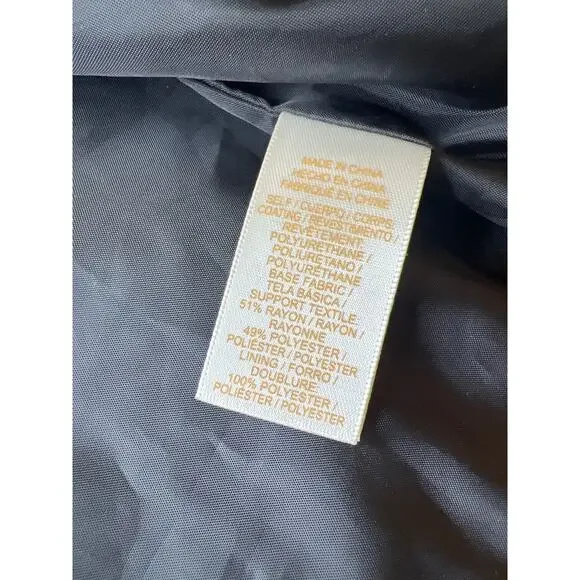 MADE IN CHINA
HECHO EN CHINA
FABRIQUÉ EN CHINE
SELF / CUERPO / CORPS
COATING / REVESTIMIENTO /
REVÊTEMENT:
POLYURETHANE /
POLIURETANO /
POLYURÉTHANE
BASE FABRIC /
TELA BÁSICA /
SUPPORT TEXTILE
51% RAYON / RAYON /
RAYONNE
49% POLYESTER /
POLIÉSTER / POLYESTER
LINING / FORRO /
DOUBLURE
100% POLYESTER /
POLIÉSTER / POLYESTER